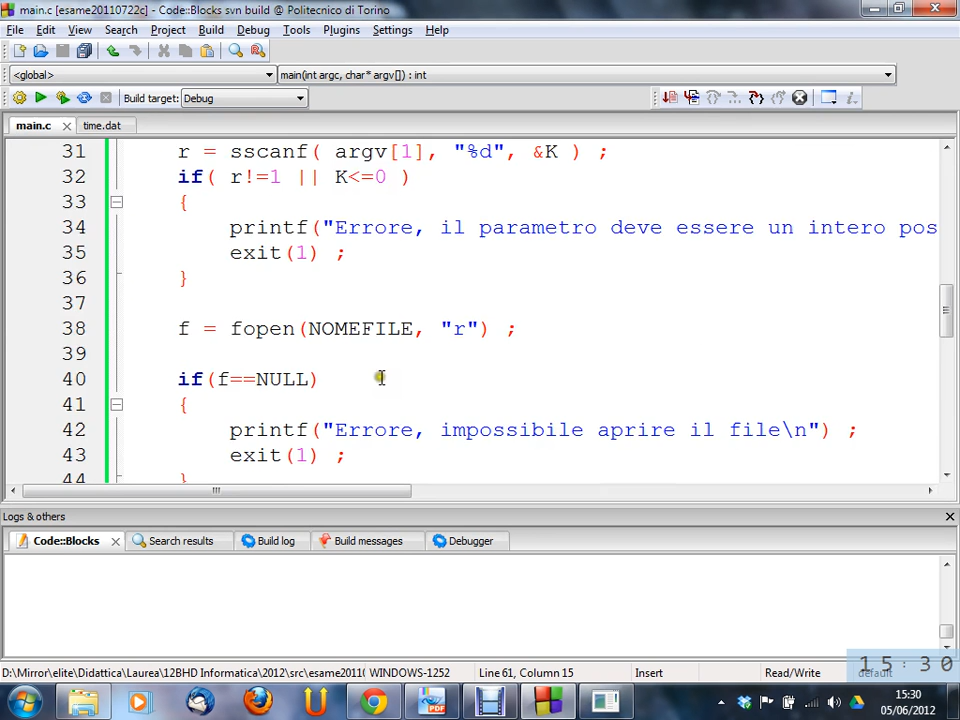 main.c [esame20110722c] - Code::Blocks svn build @ Politecnico di Torino
File Edit View Search Project Build Debug Tools Plugins Settings Help
<global> main(int argc, char* argv[]) : int
Build target: Debug
main.c time.dat
31 r = sscanf( argv[1], "%d", &K ) ;
32 if( r!=1 || K<=0 )
33 {
34 printf("Errore, il parametro deve essere un intero pos
35 exit(1) ;
36 }
37
38 f = fopen(NOMEFILE, "r") ;
39
40 if(f==NULL)
41 {
42 printf("Errore, impossibile aprire il file\n") ;
43 exit(1) ;
44 }
Logs & others
Code::Blocks Search results Build log Build messages Debugger
D:\Mirror\elite\Didattica\Laurea\12BHD Informatica\2012\src\esame2011( WINDOWS-1252 Line 61, Column 15 Insert Read/Write default
15:30
15:30
05/06/2012